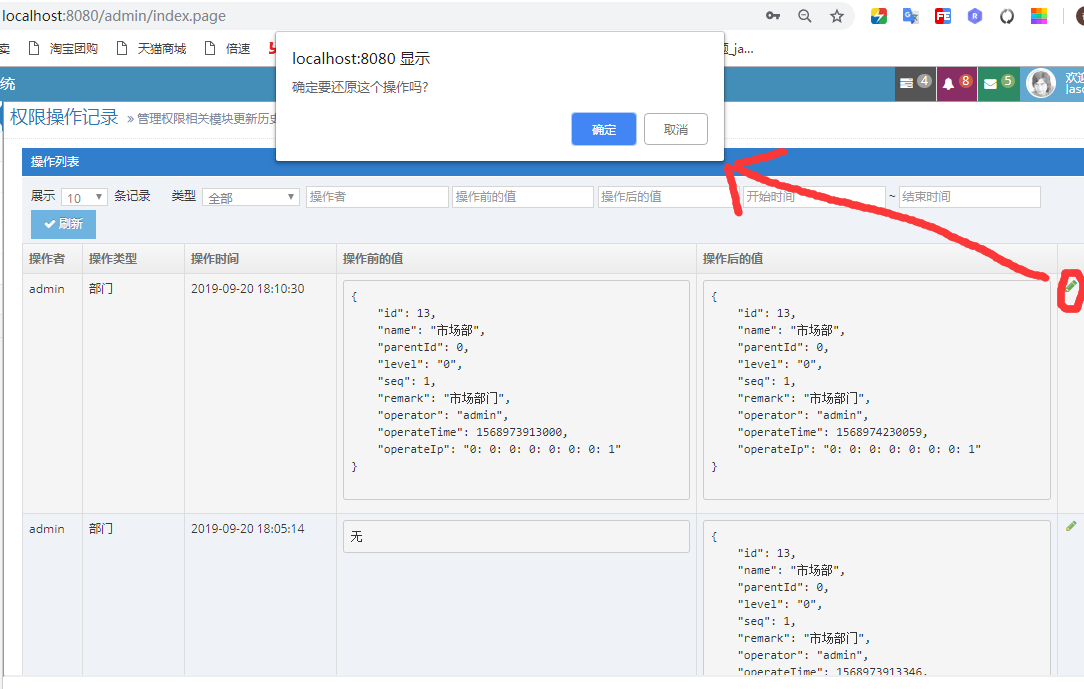 localhost:8080/admin/index.page
卖 淘宝团购 天猫商城 倍速
_ja...
localhost:8080 显示
确定要还原这个操作吗?
确定 取消
统 4 8 5 欢迎
权限操作记录 » 管理权限相关模块更新历史
操作列表
展示 10 条记录 类型 全部 操作者 操作前的值 操作后的值 开始时间 ~ 结束时间
刷新
操作者 操作类型 操作时间 操作前的值 操作后的值
admin 部门 2019-09-20 18:10:30
{
"id": 13,
"name": "市场部",
"parentId": 0,
"level": "0",
"seq": 1,
"remark": "市场部门",
"operator": "admin",
"operateTime": 1568973913000,
"operateIp": "0: 0: 0: 0: 0: 0: 0: 1"
}
{
"id": 13,
"name": "市场部",
"parentId": 0,
"level": "0",
"seq": 1,
"remark": "市场部门",
"operator": "admin",
"operateTime": 1568974230059,
"operateIp": "0: 0: 0: 0: 0: 0: 0: 1"
}
admin 部门 2019-09-20 18:05:14
无
{
"id": 13,
"name": "市场部",
"parentId": 0,
"level": "0",
"seq": 1,
"remark": "市场部门",
"operator": "admin",
"operateTime": 1568973913346,